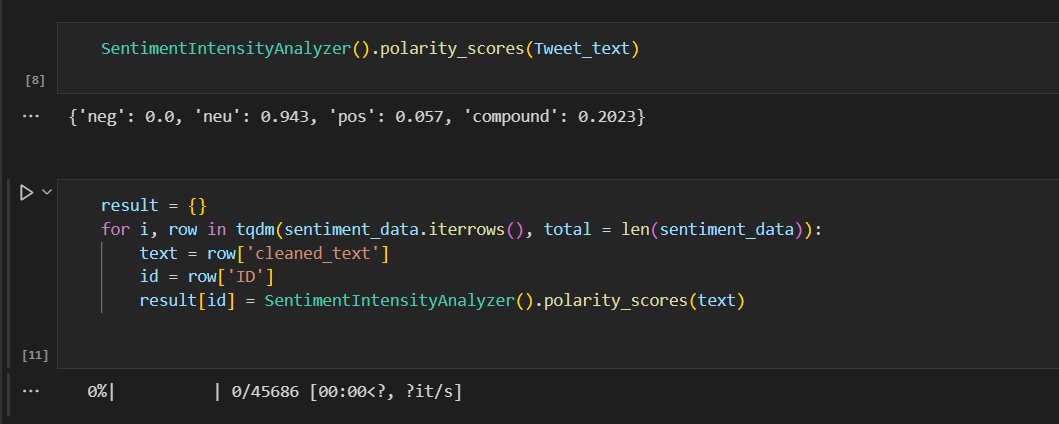 SentimentIntensityAnalyzer().polarity_scores(Tweet_text)
[8]
... {'neg': 0.0, 'neu': 0.943, 'pos': 0.057, 'compound': 0.2023}
result = {}
for i, row in tqdm(sentiment_data.iterrows(), total = len(sentiment_data)):
    text = row['cleaned_text']
    id = row['ID']
    result[id] = SentimentIntensityAnalyzer().polarity_scores(text)
[11]
... 0%|          | 0/45686 [00:00<?, ?it/s]